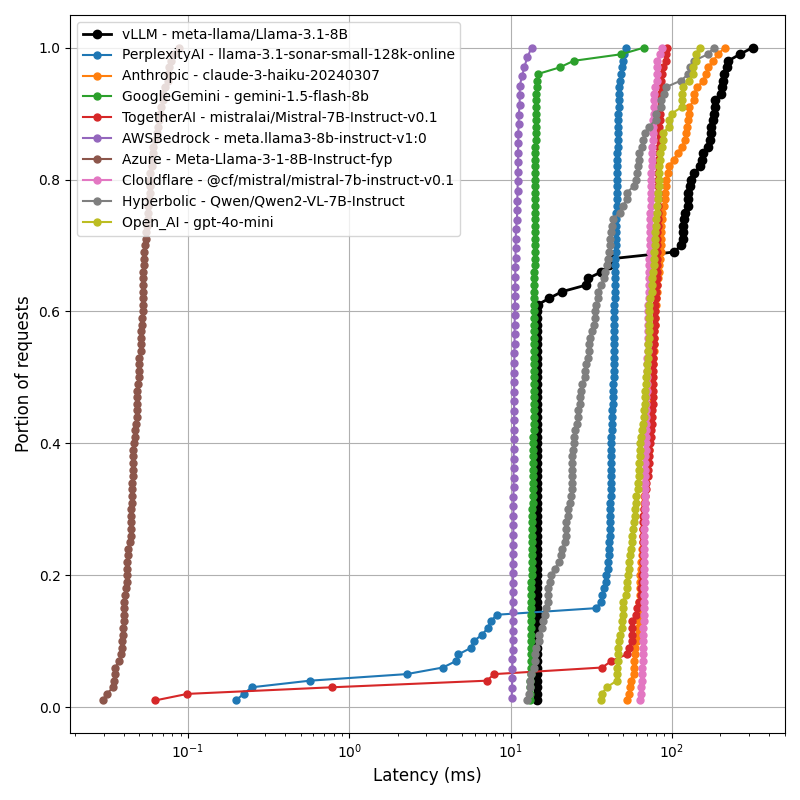 vLLM - meta-llama/Llama-3.1-8B
PerplexityAI - llama-3.1-sonar-small-128k-online
Anthropic - claude-3-haiku-20240307
GoogleGemini - gemini-1.5-flash-8b
TogetherAI - mistralai/Mistral-7B-Instruct-v0.1
AWSBedrock - meta.llama3-8b-instruct-v1:0
Azure - Meta-Llama-3-1-8B-Instruct-fyp
Cloudflare - @cf/mistral/mistral-7b-instruct-v0.1
Hyperbolic - Qwen/Qwen2-VL-7B-Instruct
Open_AI - gpt-4o-mini
Portion of requests
1.0
0.8
0.6
0.4
0.2
0.0
10⁻¹ 10⁰ 10¹ 10²
Latency (ms)